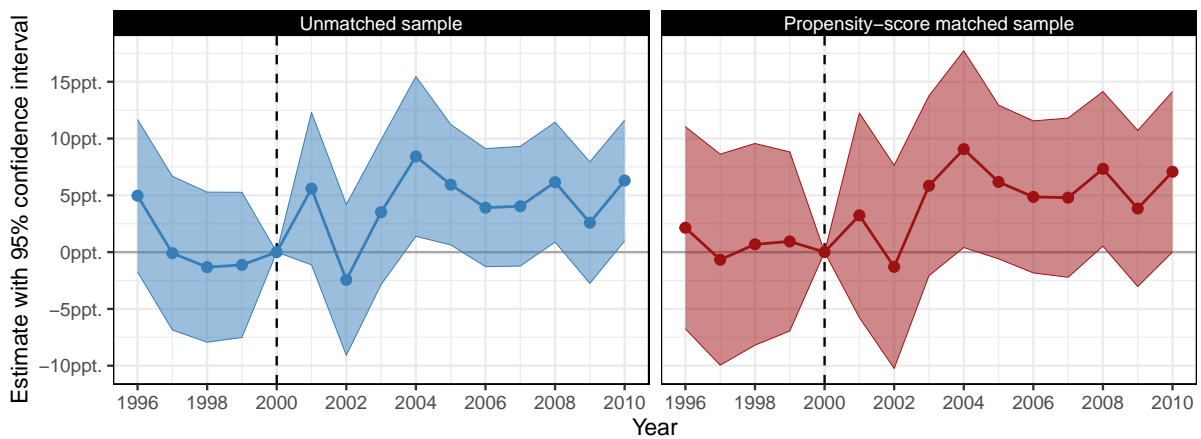 Unmatched sample
Propensity−score matched sample
Estimate with 95% confidence interval
15ppt.
10ppt.
5ppt.
0ppt.
−5ppt.
−10ppt.
1996 1998 2000 2002 2004 2006 2008 2010
1996 1998 2000 2002 2004 2006 2008 2010
Year